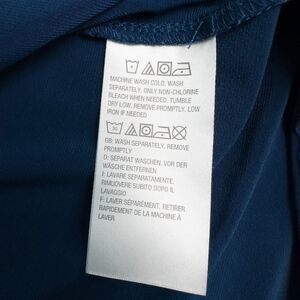 MACHINE WASH COLD, WASH
SEPARATELY, ONLY NON-CHLORINE
BLEACH WHEN NEEDED. TUMBLE
DRY LOW. REMOVE PROMPTLY. LOW
IRON IF NEEDED
30
GB: WASH SEPARATELY. REMOVE
PROMPTLY
D: SEPARAT WASCHEN. VOR DER
WÄSCHE ENTFERNEN
I: LAVARE SEPARATAMENTE.
RIMUOVERE SUBITO DOPO IL
LAVAGGIO
F: LAVER SÉPARÉMENT. RETIRER
RAPIDEMENT DE LA MACHINE À
LAVER